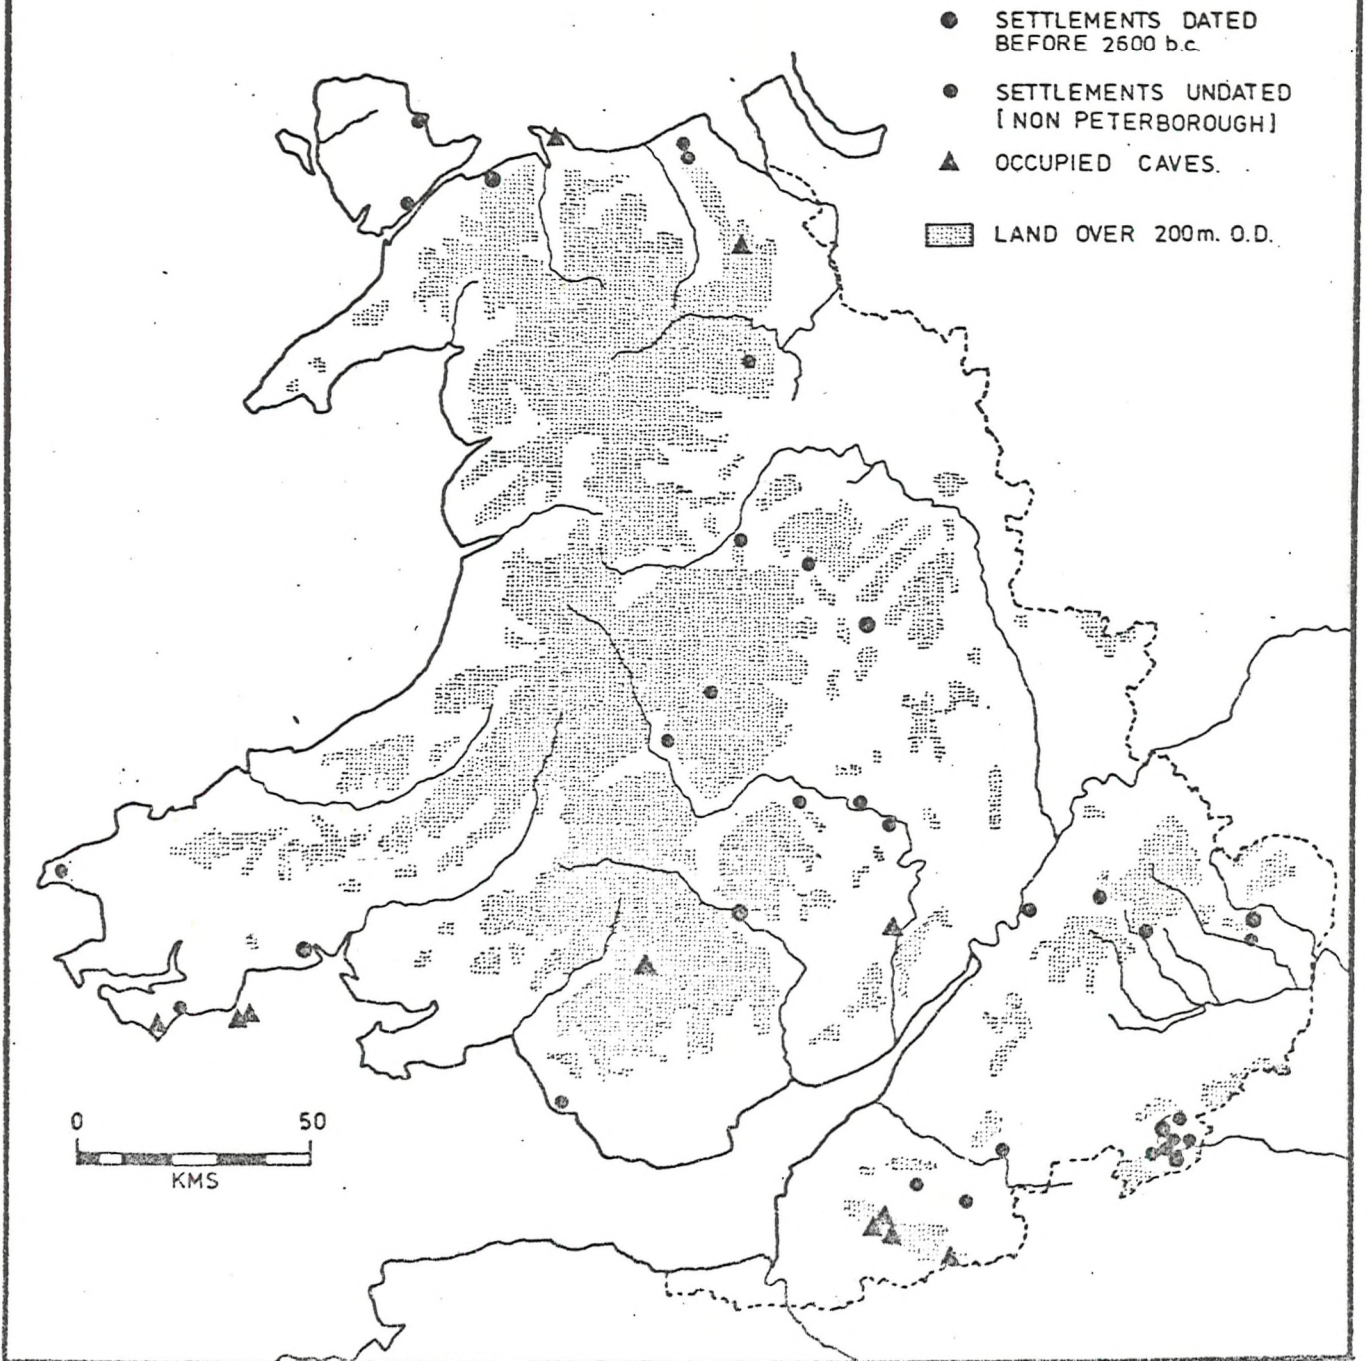 SETTLEMENTS DATED
BEFORE 2600 b.c.
SETTLEMENTS UNDATED
[NON PETERBOROUGH]
OCCUPIED CAVES.
LAND OVER 200m. O.D.
0 50
KMS